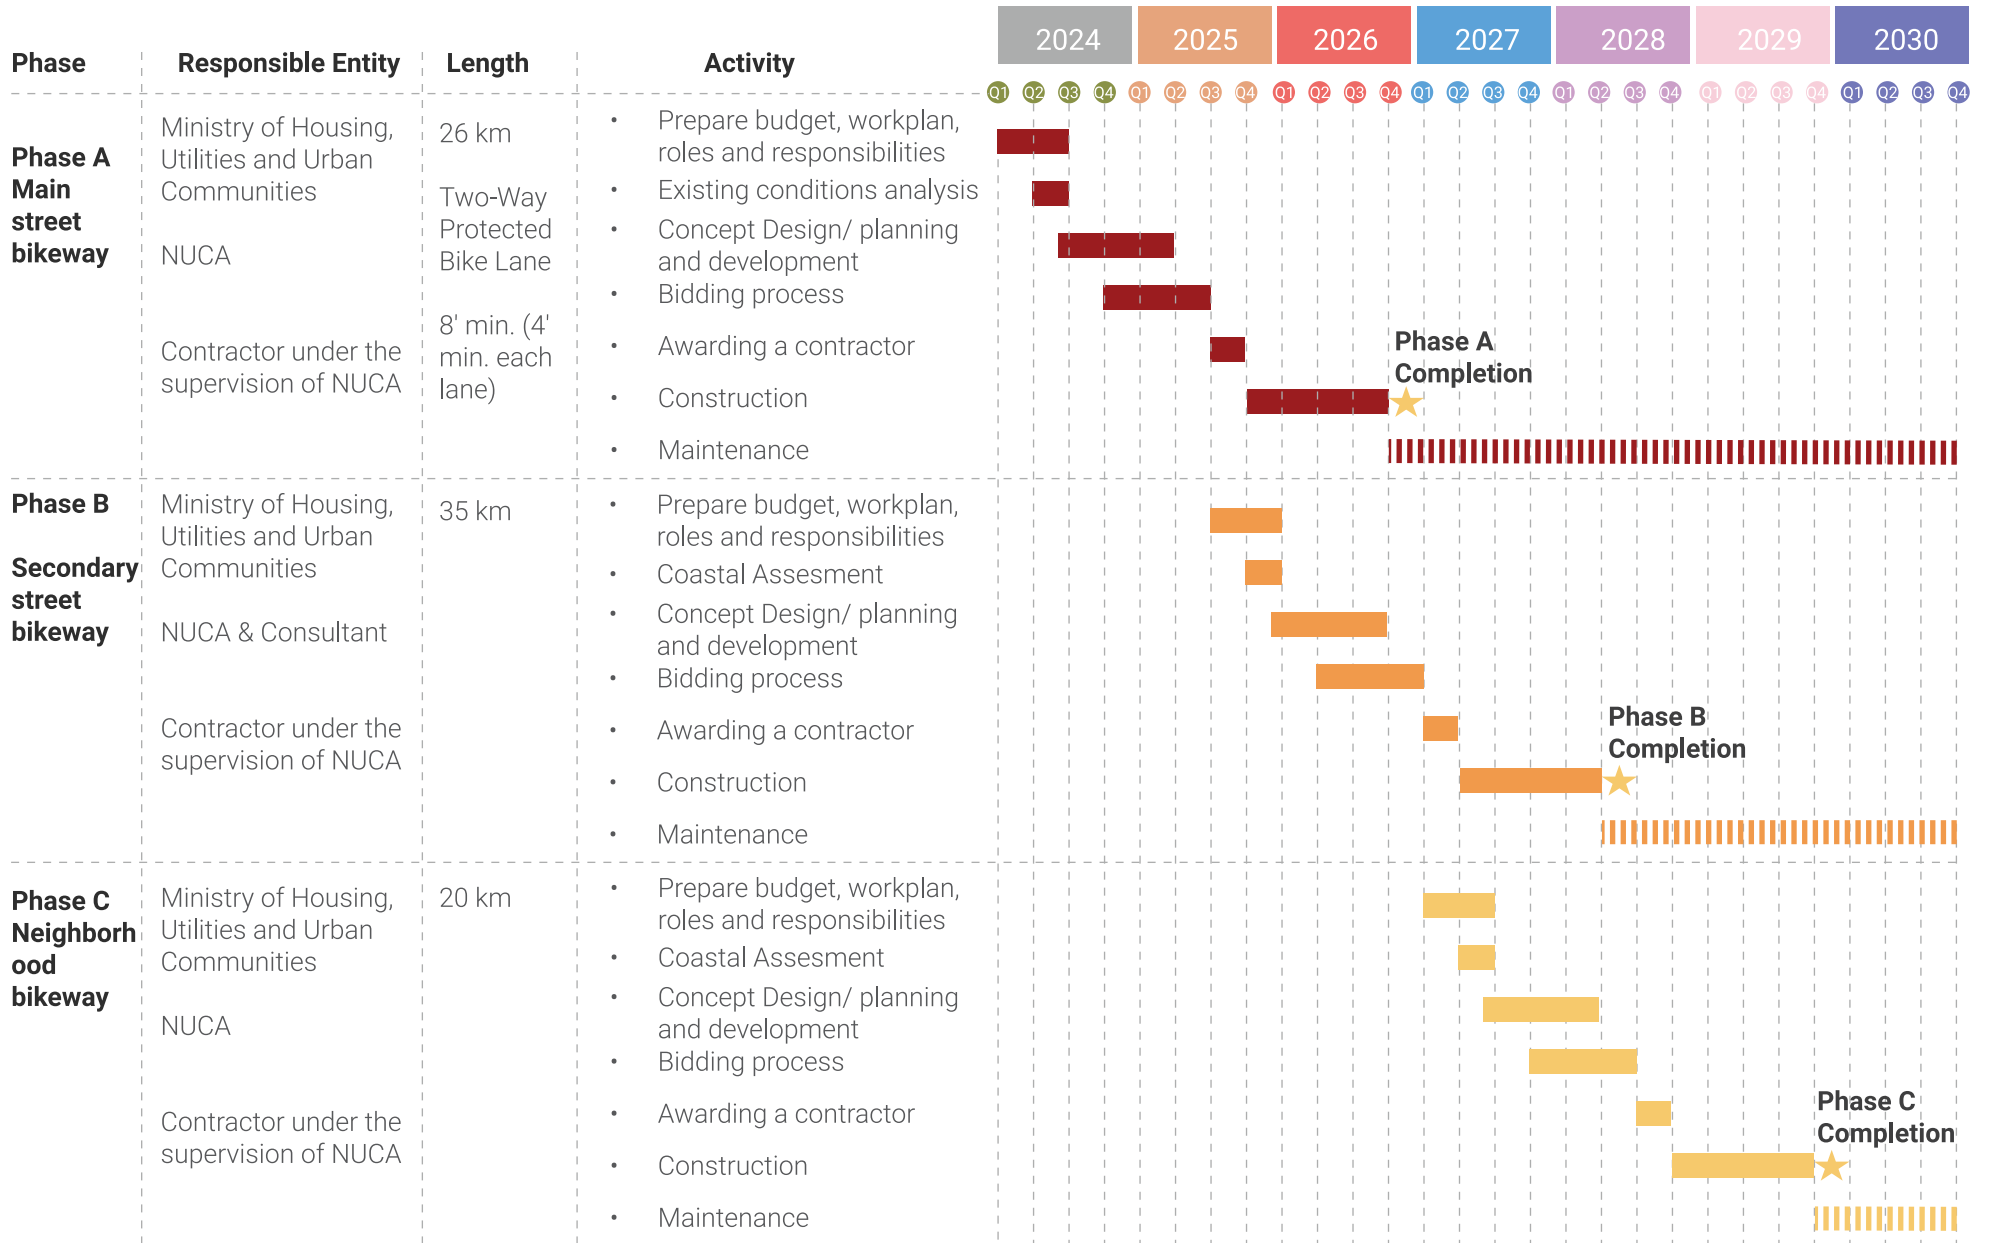 2024 2025 2026 2027 2028 2029 2030
Phase Responsible Entity Length Activity
Q1 Q2 Q3 Q4 Q1 Q2 Q3 Q4 Q1 Q2 Q3 Q4 Q1 Q2 Q3 Q4 Q1 Q2 Q3 Q4 Q1 Q2 Q3 Q4 Q1 Q2 Q3 Q4
Phase A
Main
street
bikeway
Ministry of Housing,
Utilities and Urban
Communities
NUCA
Contractor under the
supervision of NUCA
26 km
Two-Way
Protected
Bike Lane
8' min. (4'
min. each
lane)
• Prepare budget, workplan,
roles and responsibilities
• Existing conditions analysis
• Concept Design/ planning
and development
• Bidding process
• Awarding a contractor
• Construction
• Maintenance
Phase A
Completion
Phase B
Secondary
street
bikeway
Ministry of Housing,
Utilities and Urban
Communities
NUCA & Consultant
Contractor under the
supervision of NUCA
35 km
• Prepare budget, workplan,
roles and responsibilities
• Coastal Assesment
• Concept Design/ planning
and development
• Bidding process
• Awarding a contractor
• Construction
• Maintenance
Phase B
Completion
Phase C
Neighborh
ood
bikeway
Ministry of Housing,
Utilities and Urban
Communities
NUCA
Contractor under the
supervision of NUCA
20 km
• Prepare budget, workplan,
roles and responsibilities
• Coastal Assesment
• Concept Design/ planning
and development
• Bidding process
• Awarding a contractor
• Construction
• Maintenance
Phase C
Completion